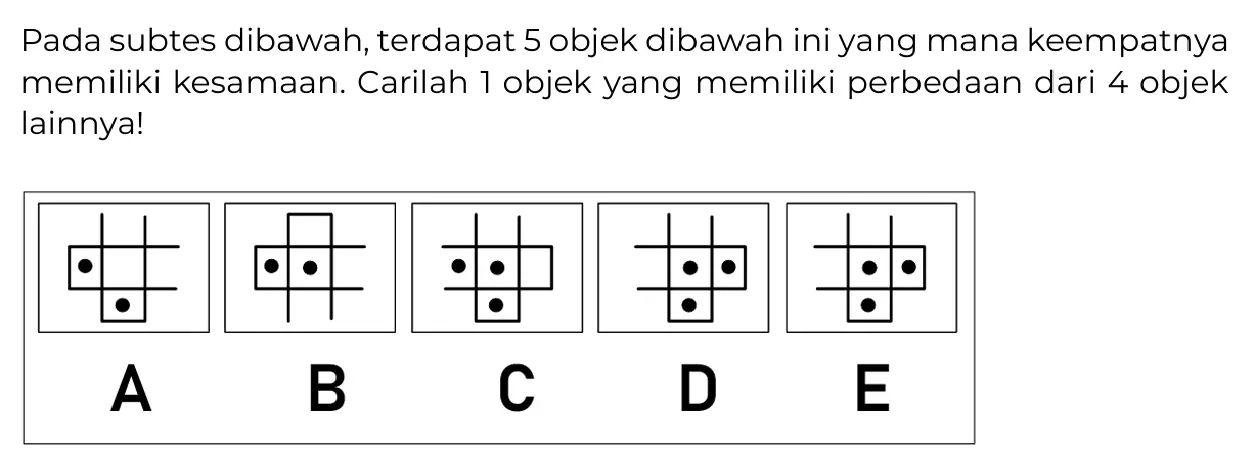 Pada subtes dibawah, terdapat 5 objek dibawah ini yang mana keempatnya
memiliki kesamaan. Carilah 1 objek yang memiliki perbedaan dari 4 objek
lainnya!
A B C D E